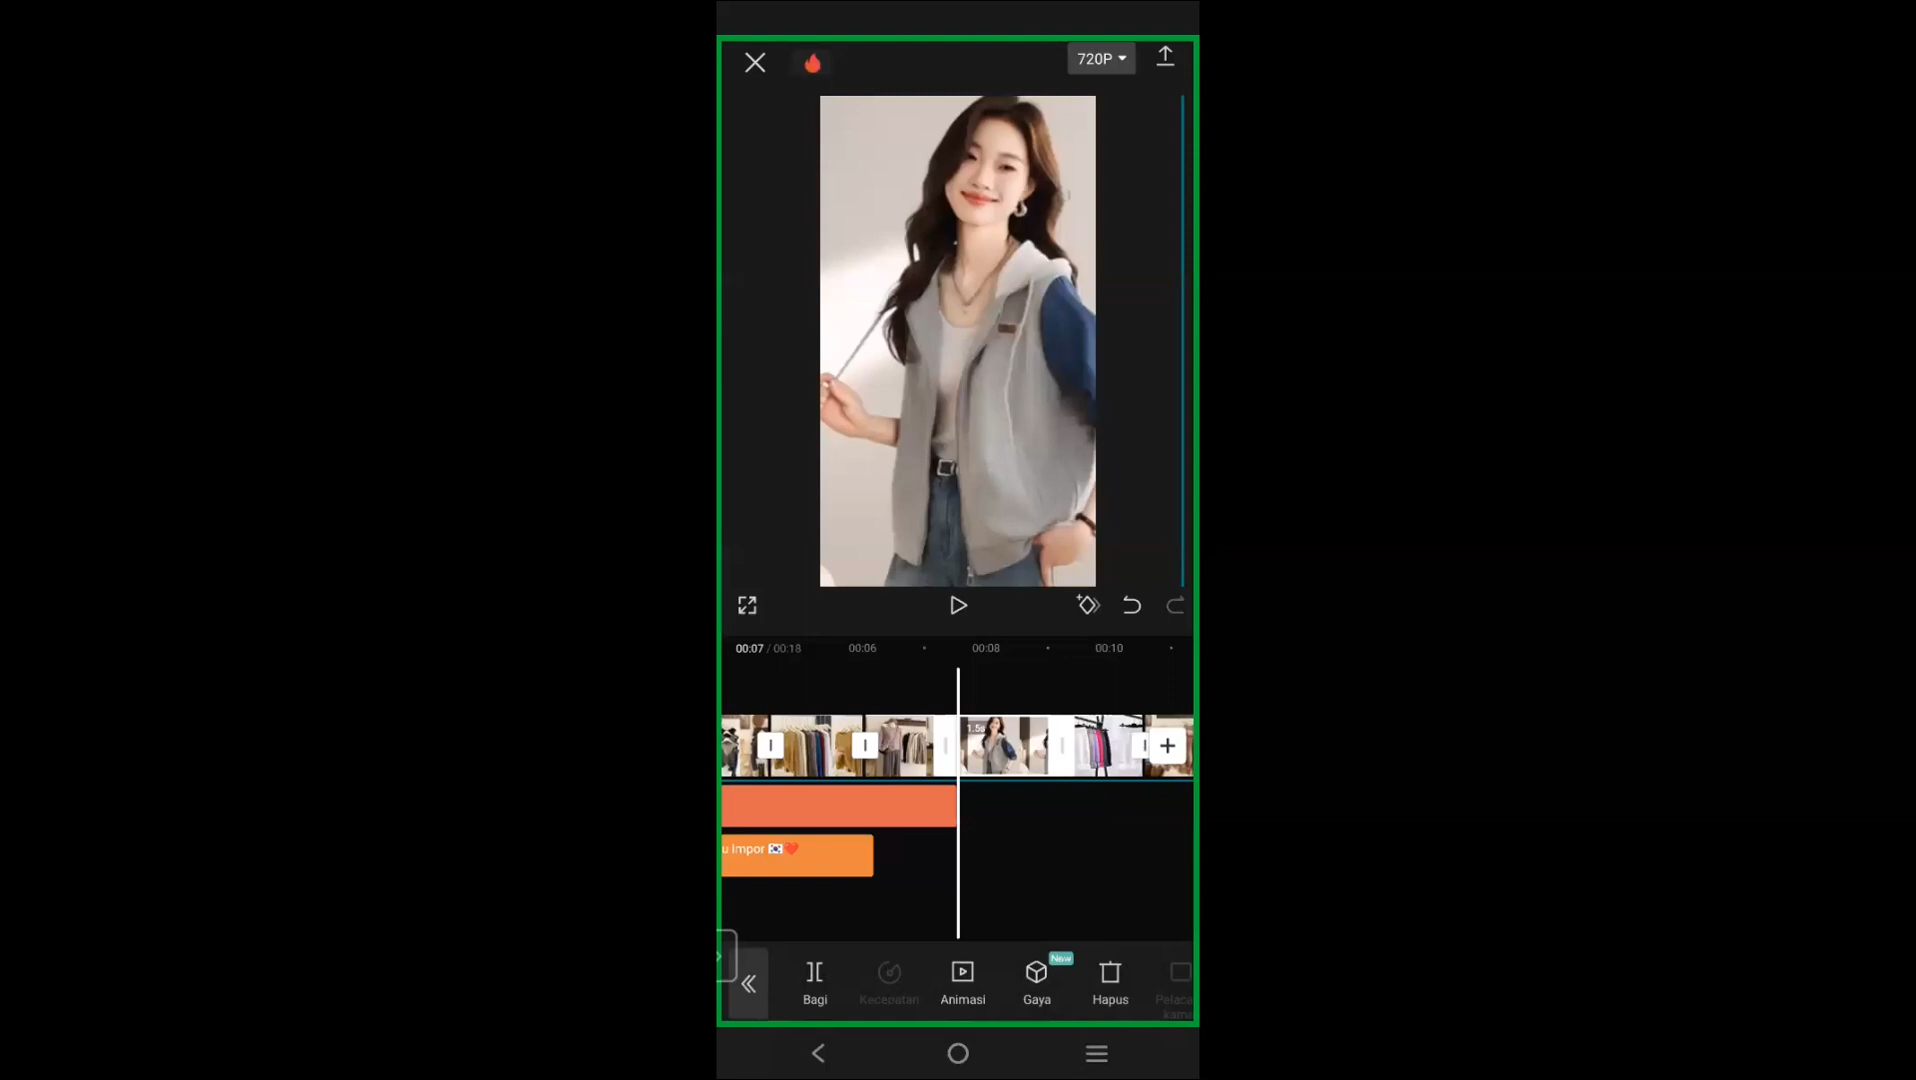 720P
00:07 / 00:18
00:06
00:08
00:10
1.5s
u Impor 🇰🇷❤️
New
Bagi
Kecepatan
Animasi
Gaya
Hapus